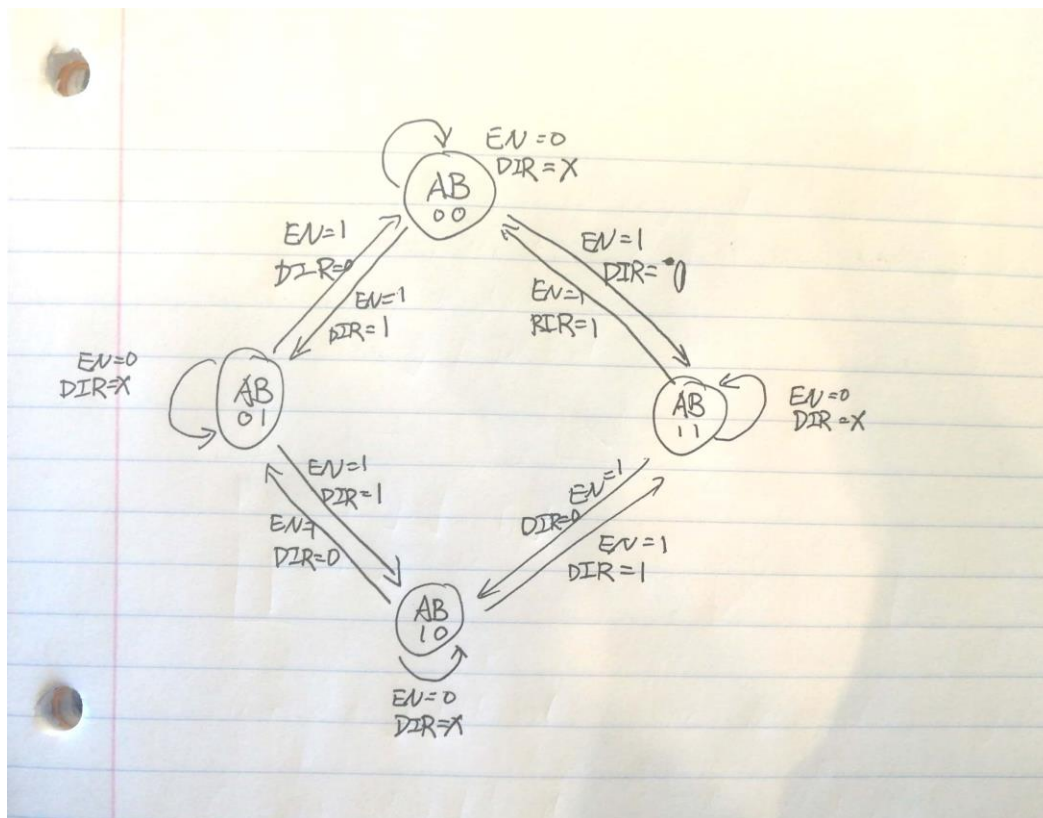 EN=0
DIR=X
AB
00
EN=1
DIR=0
EN=1
DIR=1
EN=1
DIR=0
EN=1
DIR=1
EN=0
DIR=X
AB
01
AB
11
EN=0
DIR=X
EN=1
DIR=1
EN=1
DIR=0
EN=1
DIR=0
EN=1
DIR=1
AB
10
EN=0
DIR=X